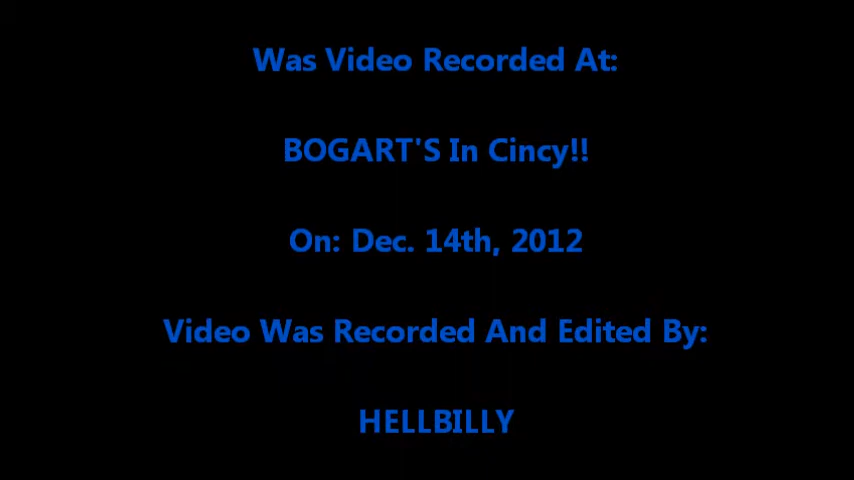 Was Video Recorded At:
BOGART'S In Cincy!!
On: Dec. 14th, 2012
Video Was Recorded And Edited By:
HELLBILLY